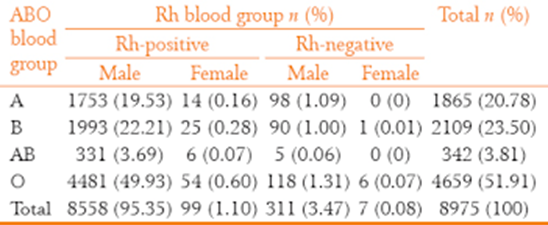 ABO Rh blood group n (%) Total n (%)
blood Rh-positive Rh-negative
group Male Female Male Female
A 1753 (19.53) 14 (0.16) 98 (1.09) 0 (0) 1865 (20.78)
B 1993 (22.21) 25 (0.28) 90 (1.00) 1 (0.01) 2109 (23.50)
AB 331 (3.69) 6 (0.07) 5 (0.06) 0 (0) 342 (3.81)
O 4481 (49.93) 54 (0.60) 118 (1.31) 6 (0.07) 4659 (51.91)
Total 8558 (95.35) 99 (1.10) 311 (3.47) 7 (0.08) 8975 (100)